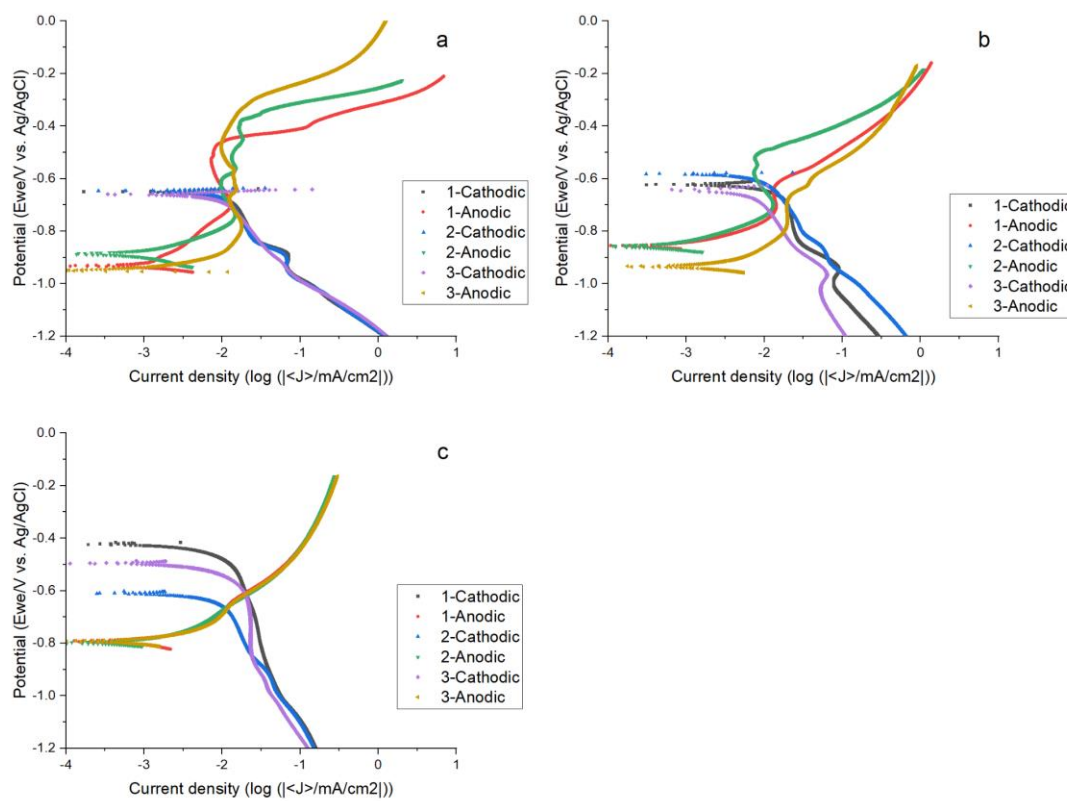 a
0.0
-0.2
-0.4
-0.6
-0.8
-1.0
-1.2
Potential (Ewe/V vs. Ag/AgCl)
-4
-3
-2
-1
0
1
Current density (log (|<J>/mA/cm2|))
1-Cathodic
1-Anodic
2-Cathodic
2-Anodic
3-Cathodic
3-Anodic
b
0.0
-0.2
-0.4
-0.6
-0.8
-1.0
-1.2
Potential (Ewe/V vs. Ag/AgCl)
-4
-3
-2
-1
0
1
Current density (log (|<J>/mA/cm2|))
1-Cathodic
1-Anodic
2-Cathodic
2-Anodic
3-Cathodic
3-Anodic
c
0.0
-0.2
-0.4
-0.6
-0.8
-1.0
-1.2
Potential (Ewe/V vs. Ag/AgCl)
-4
-3
-2
-1
0
1
Current density (log (|<J>/mA/cm2|))
1-Cathodic
1-Anodic
2-Cathodic
2-Anodic
3-Cathodic
3-Anodic